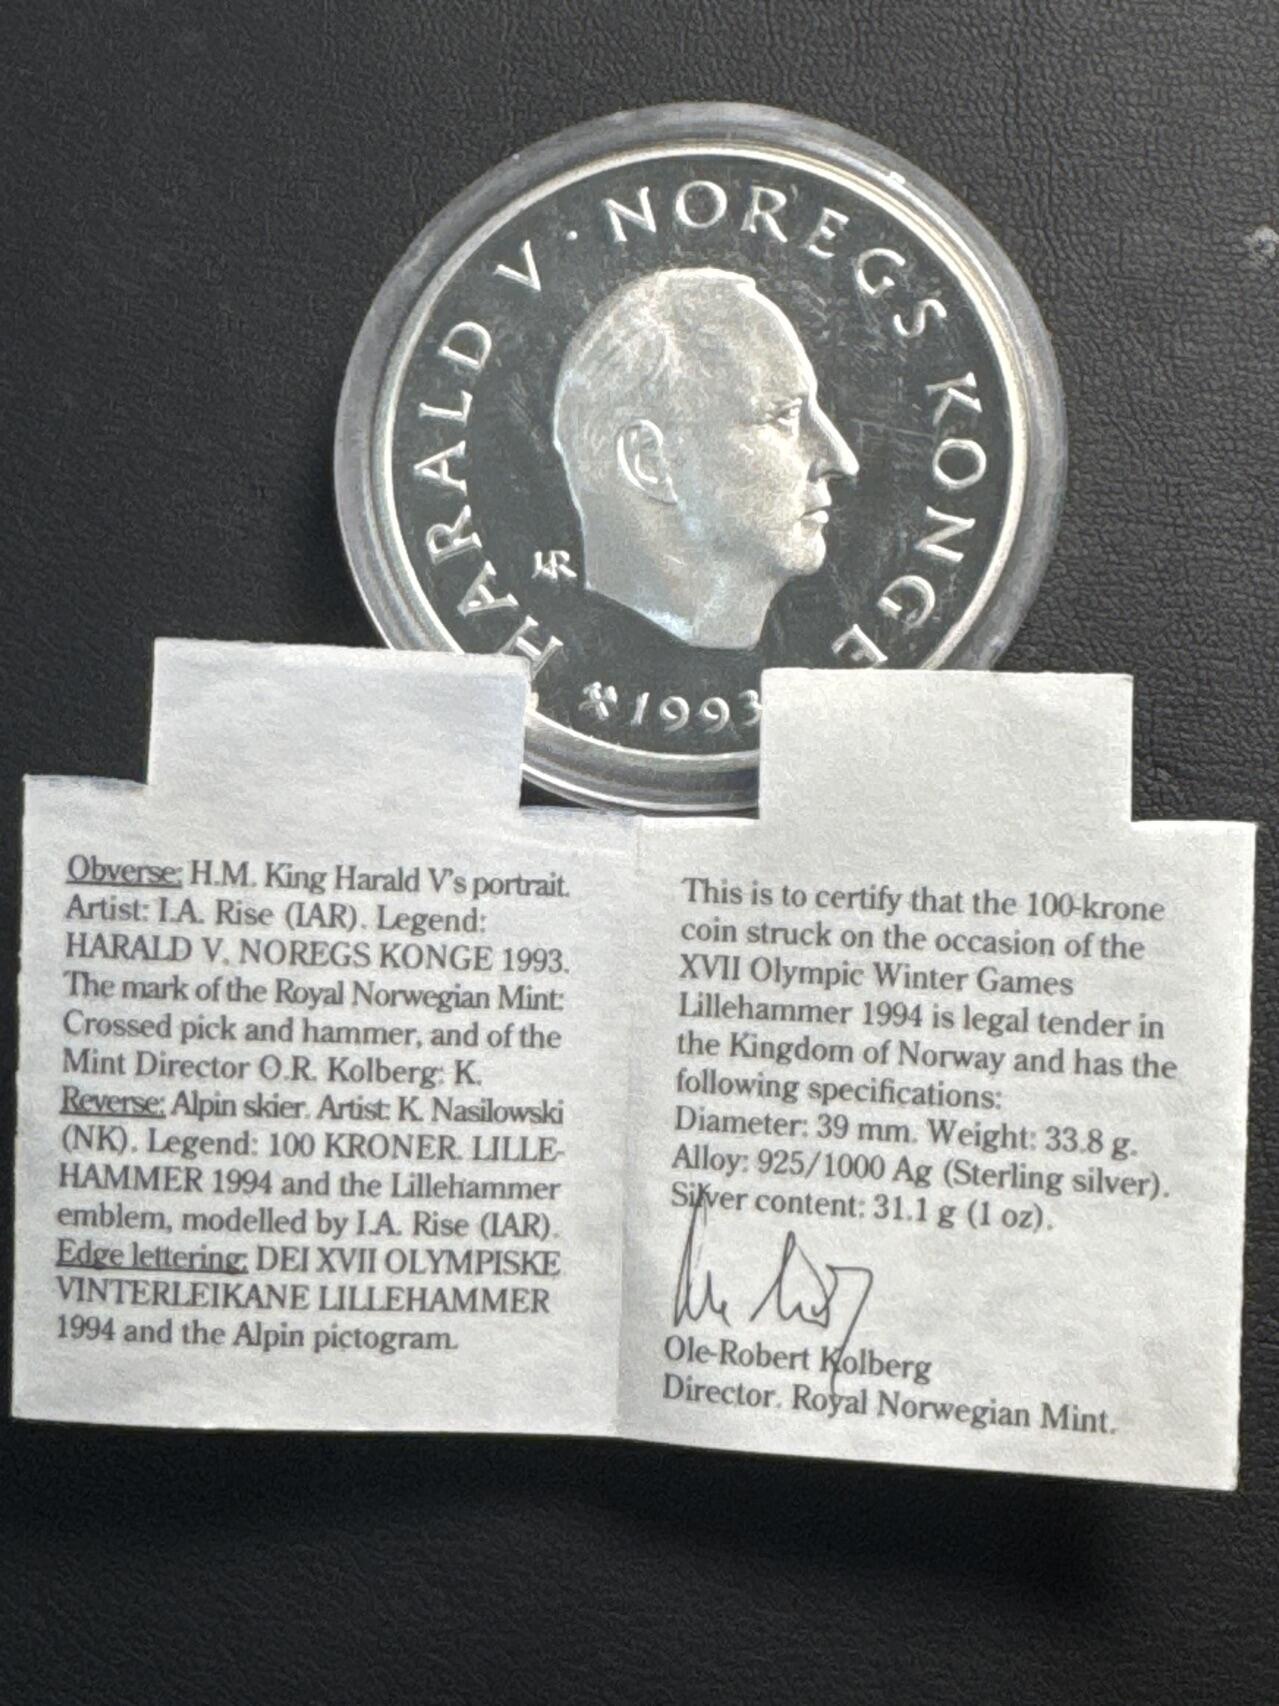 HARALD V · NOREGS KONGE
IAR
1993
Obverse: H.M. King Harald V's portrait.
Artist: I.A. Rise (IAR). Legend:
HARALD V. NOREGS KONGE 1993.
The mark of the Royal Norwegian Mint:
Crossed pick and hammer, and of the
Mint Director O.R. Kolberg: K.
Reverse: Alpin skier. Artist: K. Nasilowski
(NK). Legend: 100 KRONER. LILLE-
HAMMER 1994 and the Lillehammer
emblem, modelled by I.A. Rise (IAR).
Edge lettering: DEI XVII OLYMPISKE
VINTERLEIKANE LILLEHAMMER
1994 and the Alpin pictogram.
This is to certify that the 100-krone
coin struck on the occasion of the
XVII Olympic Winter Games
Lillehammer 1994 is legal tender in
the Kingdom of Norway and has the
following specifications:
Diameter: 39 mm. Weight: 33.8 g.
Alloy: 925/1000 Ag (Sterling silver).
Silver content: 31.1 g (1 oz).
Ole-Robert Kolberg
Director. Royal Norwegian Mint.